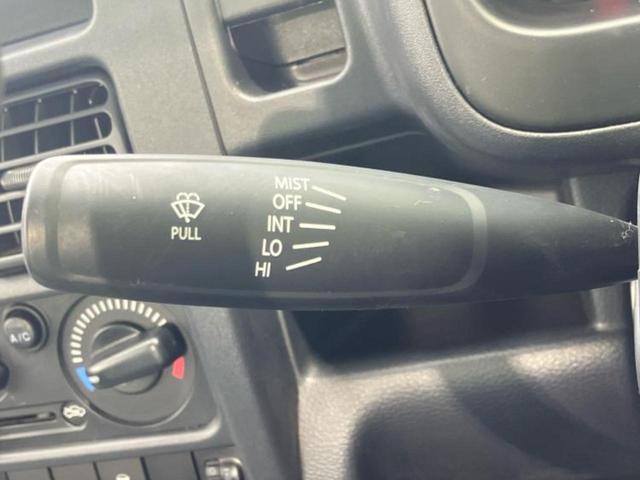 MIST
OFF
INT
LO
HI
PULL
A/C